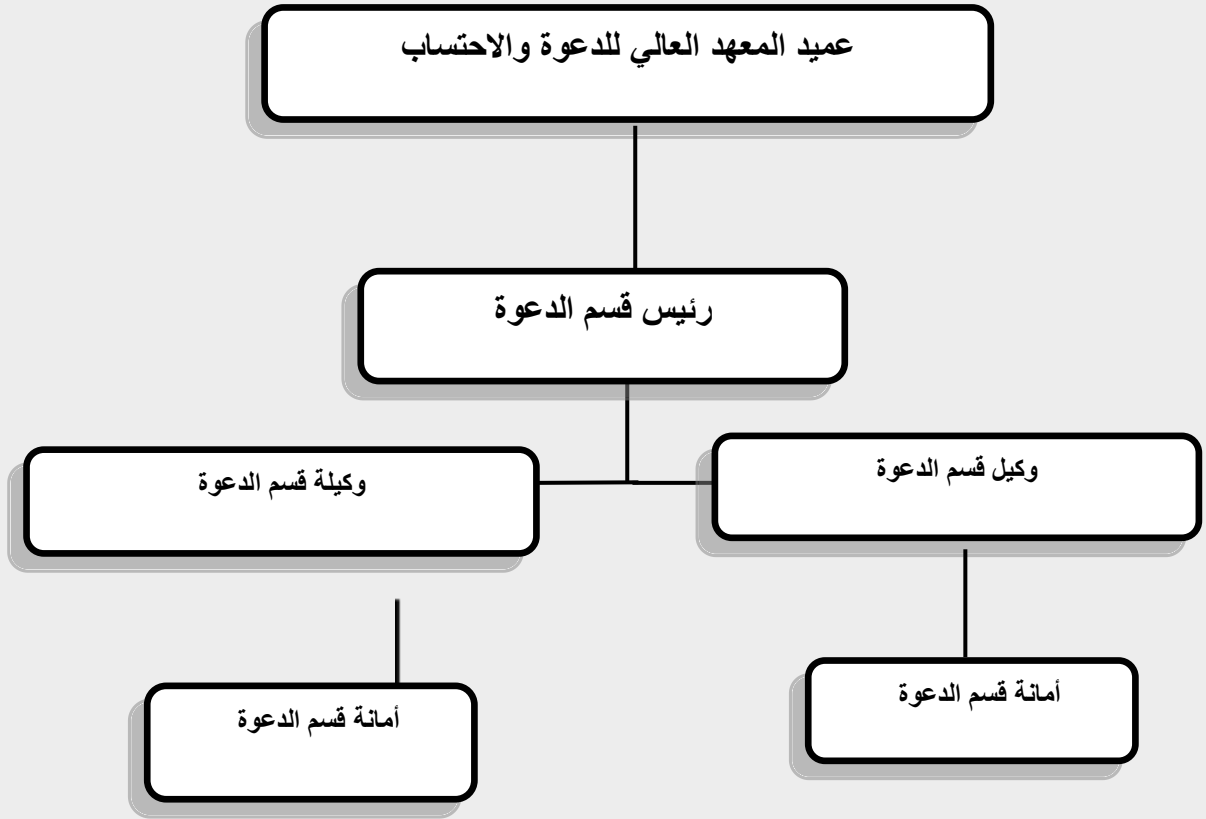 عميد المعهد العالي للدعوة والاحتساب
رئيس قسم الدعوة
وكيل قسم الدعوة
وكيلة قسم الدعوة
أمانة قسم الدعوة
أمانة قسم الدعوة